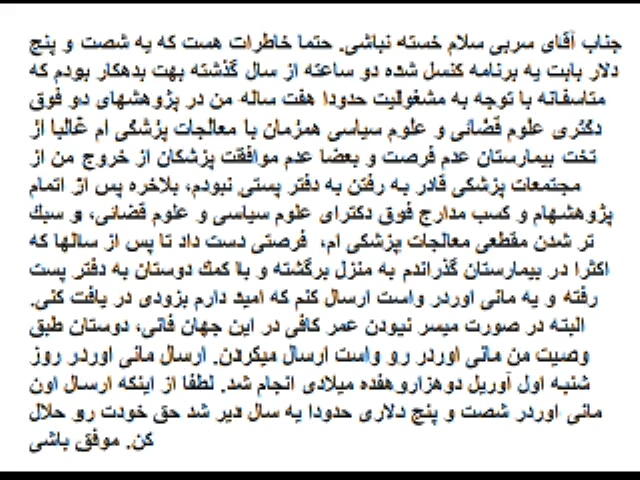 جناب آقای سربی سلام خسته نباشی. حتما خاطرات هست که یه شصت و پنج
دلار بابت یه برنامه کنسل شده دو ساعته از سال گذشته بهت بدهکار بودم که
متاسفانه با توجه به مشغولیت حدودا هفت ساله من در پژوهشهای دو فوق
دکتری علوم قضائی و علوم سیاسی همزمان با معالجات پزشکی ام غالبا از
تخت بیمارستان عدم فرصت و بعضا عدم موافقت پزشکان از خروج من از
مجتمعات پزشکی قادر به رفتن به دفتر پستی نبودم، بلاخره پس از اتمام
پژوهشهام و کسب مدارج فوق دکترای علوم سیاسی و علوم قضائی، و سبك
تر شدن مقطعی معالجات پزشکی ام، فرصتی دست داد تا پس از سالها که
اکثرا در بیمارستان گذراندم به منزل برگشته و با کمك دوستان به دفتر پست
رفته و یه مانی اوردر واست ارسال کنم که امید دارم بزودی در یافت کنی.
البته در صورت میسر نبودن عمر کافی در این جهان فانی، دوستان طبق
وصیت من مانی اوردر رو واست ارسال میکردن. ارسال مانی اوردر روز
شنبه اول آوریل دوهزاروهفده میلادی انجام شد. لطفا از اینکه ارسال اون
مانی اوردر شصت و پنج دلاری حدودا یه سال دیر شد حق خودت رو حلال
کن. موفق باشی